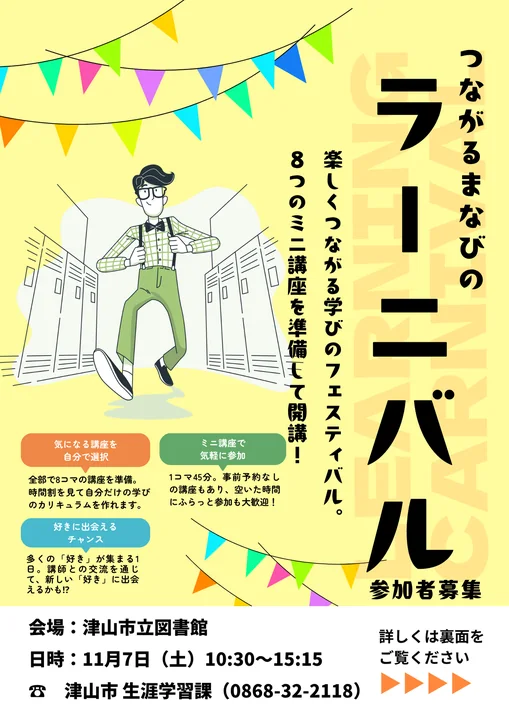 つながるまなびの
ラーニバル
LEARNING
CARNIVAL
参加者募集
楽しくつながる学びのフェスティバル。
8つのミニ講座を準備して開講！
気になる講座を
自分で選択
全部で8コマの講座を準備。
時間割を見て自分だけの学び
のカリキュラムを作れます。
ミニ講座で
気軽に参加
1コマ45分。事前予約なし
の講座もあり、空いた時間
にふらっと参加も大歓迎！
好きに出会える
チャンス
多くの「好き」が集まる1
日。講師との交流を通じ
て、新しい「好き」に出会
えるかも!?
会場：津山市立図書館
日時：11月7日（土）10:30～15:15
☎ 津山市 生涯学習課（0868-32-2118）
詳しくは裏面を
ご覧ください